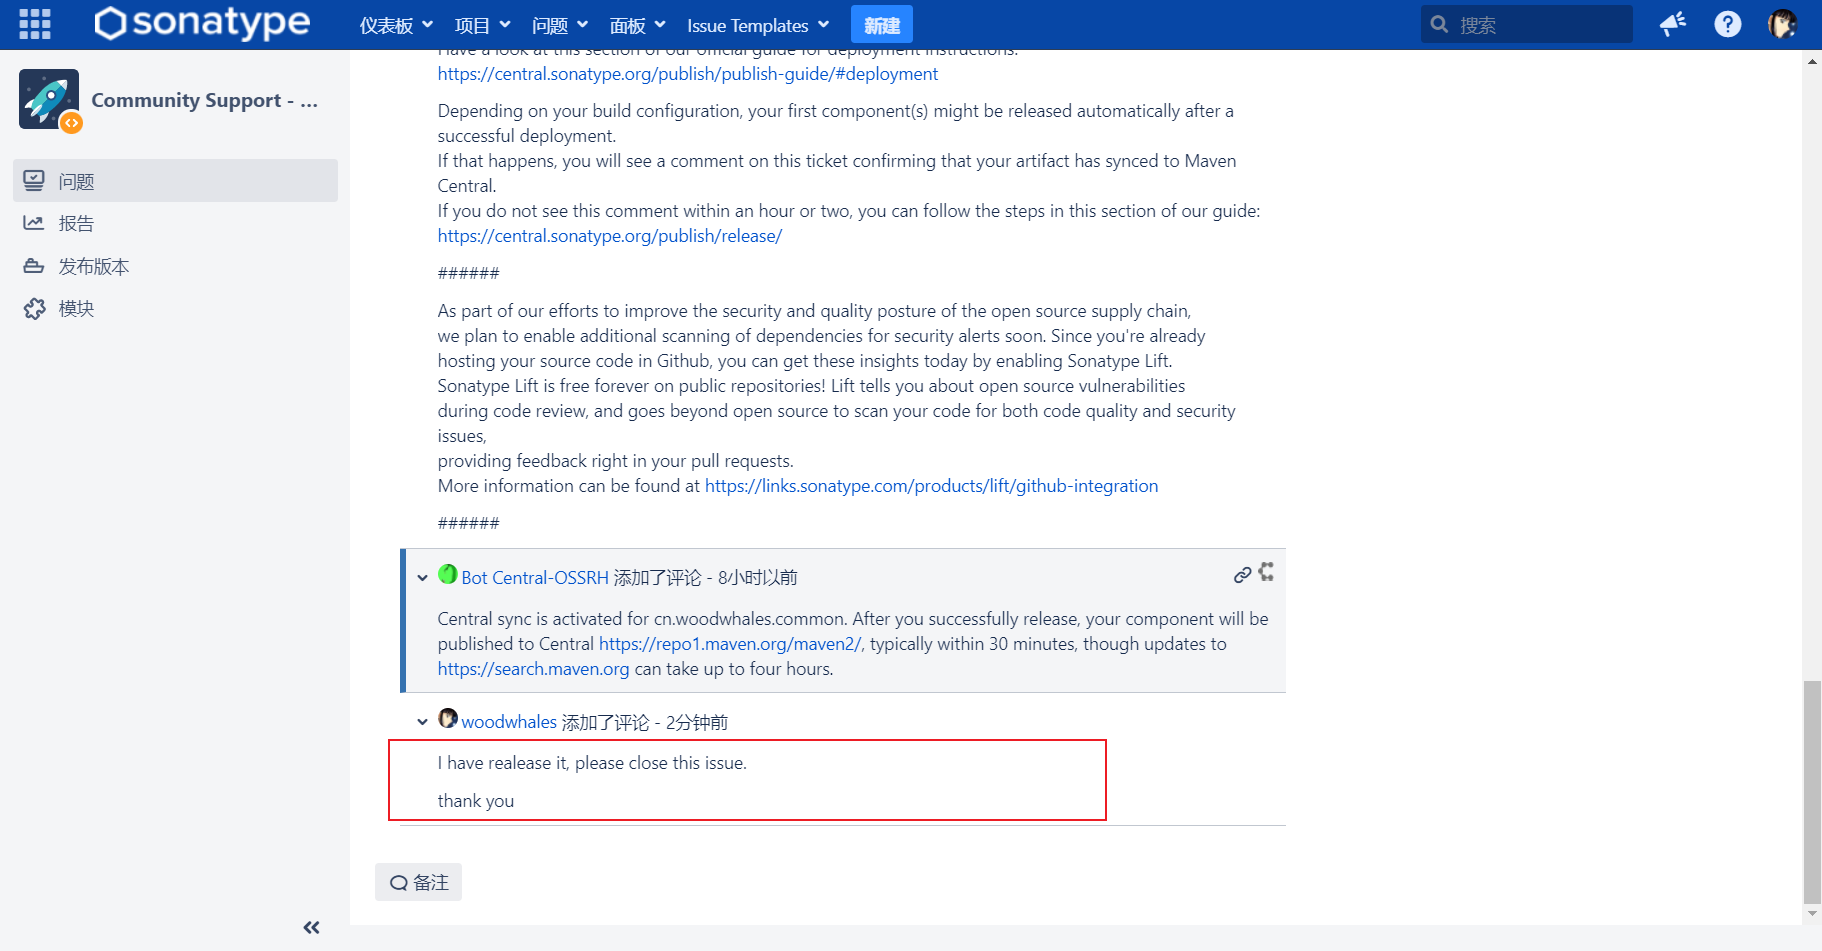 sonatype
仪表板 项目 问题 面板 Issue Templates 新建 搜索
Community Support - ...
问题
报告
发布版本
模块
Have a look at this section of our official guide for deployment instructions:
https://central.sonatype.org/publish/publish-guide/#deployment
Depending on your build configuration, your first component(s) might be released automatically after a
successful deployment.
If that happens, you will see a comment on this ticket confirming that your artifact has synced to Maven
Central.
If you do not see this comment within an hour or two, you can follow the steps in this section of our guide:
https://central.sonatype.org/publish/release/
######
As part of our efforts to improve the security and quality posture of the open source supply chain,
we plan to enable additional scanning of dependencies for security alerts soon. Since you're already
hosting your source code in Github, you can get these insights today by enabling Sonatype Lift.
Sonatype Lift is free forever on public repositories! Lift tells you about open source vulnerabilities
during code review, and goes beyond open source to scan your code for both code quality and security
issues,
providing feedback right in your pull requests.
More information can be found at https://links.sonatype.com/products/lift/github-integration
######
Bot Central-OSSRH 添加了评论 - 8小时以前
Central sync is activated for cn.woodwhales.common. After you successfully release, your component will be
published to Central https://repo1.maven.org/maven2/, typically within 30 minutes, though updates to
https://search.maven.org can take up to four hours.
woodwhales 添加了评论 - 2分钟前
I have realease it, please close this issue.
thank you
备注